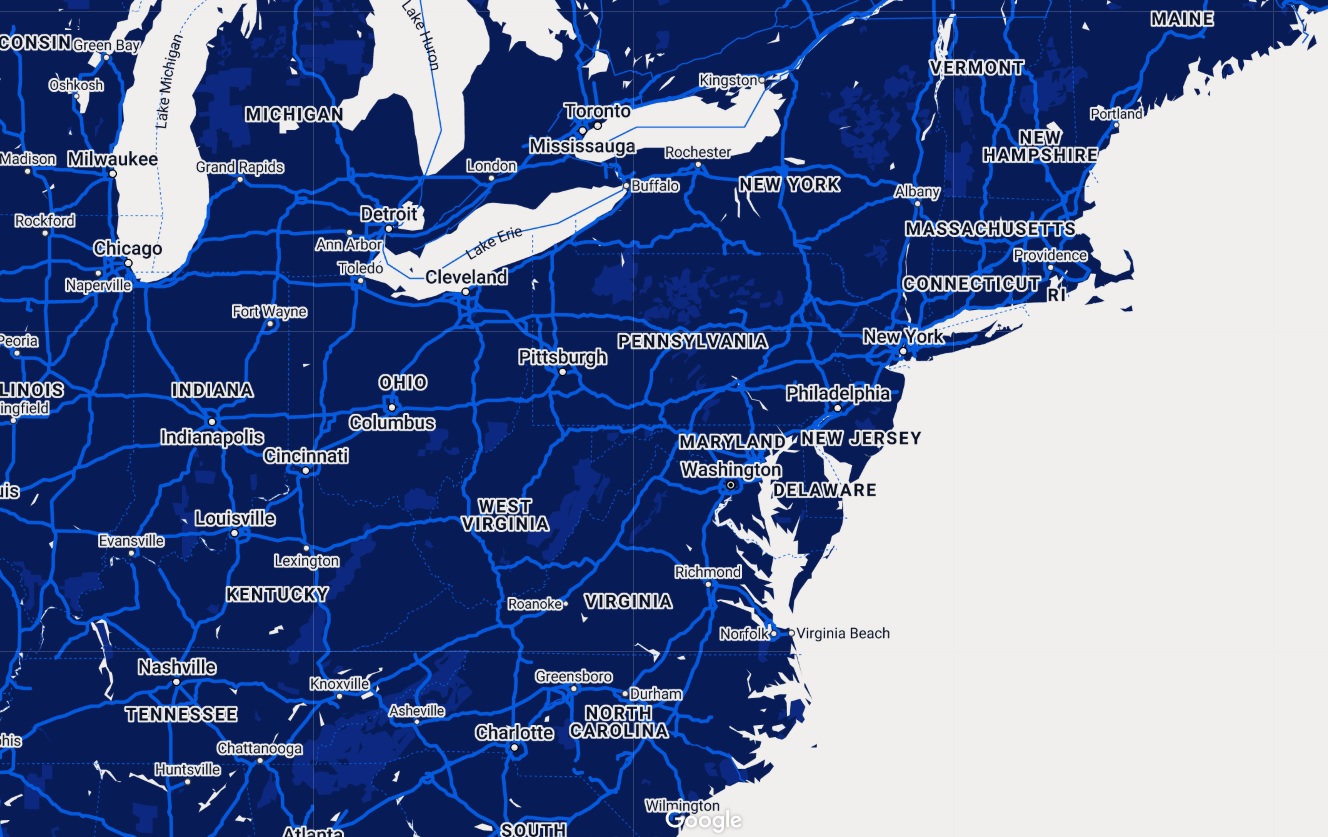 MAINE
CONSIN
Green Bay
Lake Michigan
Lake Huron
VERMONT
Oshkosh
Kingston
MICHIGAN
Toronto
Portland
Mississauga
NEW
HAMPSHIRE
Madison
Milwaukee
Grand Rapids
London
Rochester
Buffalo
NEW YORK
Albany
Rockford
Detroit
MASSACHUSETTS
Ann Arbor
Lake Erie
Chicago
Providence
Toledo
Cleveland
Naperville
CONNECTICUT
RI
Fort Wayne
Peoria
PENNSYLVANIA
New York
Pittsburgh
LINOIS
INDIANA
OHIO
Philadelphia
ingfield
Columbus
Indianapolis
MARYLAND
NEW JERSEY
Cincinnati
Washington
uis
DELAWARE
WEST
VIRGINIA
Louisville
Evansville
Lexington
Richmond
KENTUCKY
Roanoke
VIRGINIA
Norfolk
Virginia Beach
Nashville
Greensboro
Knoxville
Durham
TENNESSEE
Asheville
NORTH
CAROLINA
Charlotte
phis
Chattanooga
Huntsville
Wilmington
Google
Atlanta
SOUTH